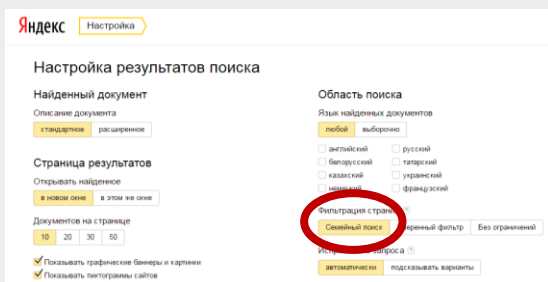 Яндекс Настройка
Настройка результатов поиска
Найденный документ
Описание документа
стандартное расширенное
Страница результатов
Открывать найденное
в новом окне в этом же окне
Документов на странице
10 20 30 50
Показывать графические баннеры и картинки
Показывать пиктограммы сайтов
Область поиска
Язык найденных документов
любой выборочно
английский русский
белорусский татарский
казахский украинский
немецкий французский
Фильтрация
Семейный поиск фильтр Без ограничений
запроса
автоматически подсказывать варианты